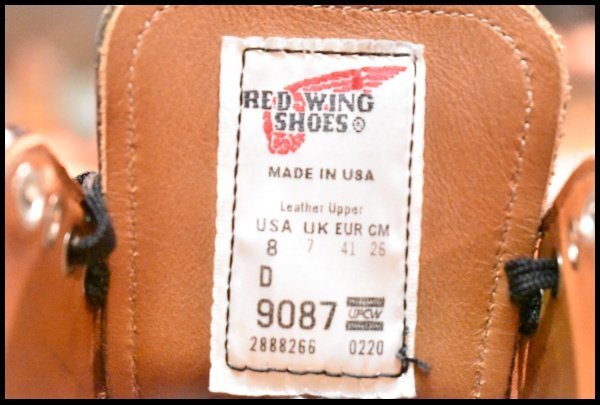 RED WING
SHOES®
MADE IN USA
Leather Upper
USA UK EUR CM
8 7 41 26
D
9087 UFCW
2888266 0220